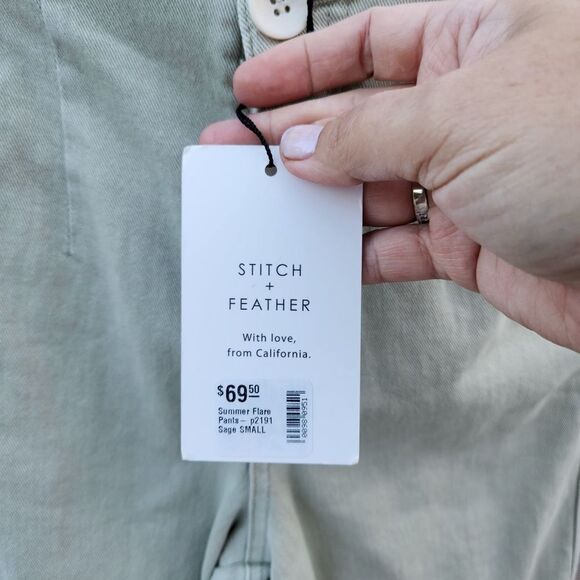 STITCH
+
FEATHER
With love,
from California.
$69.50
Summer Flare
Pants- p2191
Sage SMALL